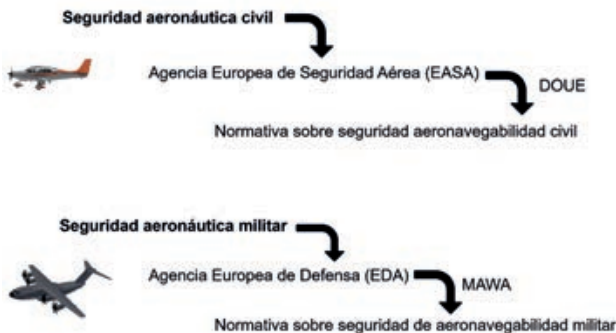 Seguridad aeronáutica civil
Agencia Europea de Seguridad Aérea (EASA)
DOUE
Normativa sobre seguridad aeronavegabilidad civil
Seguridad aeronáutica militar
Agencia Europea de Defensa (EDA)
MAWA
Normativa sobre seguridad de aeronavegabilidad militar